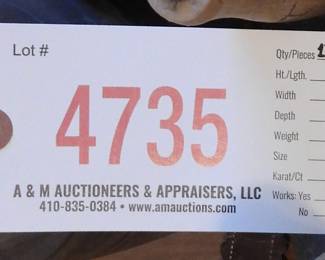 Lot #
4735
A & M AUCTIONEERS & APPRAISERS, LLC
410-835-0384 • www.amauctions.com
Qty/Pieces
Ht./Lgth.
Width
Depth
Weight
Size
Karat/Ct
Works: Yes
No